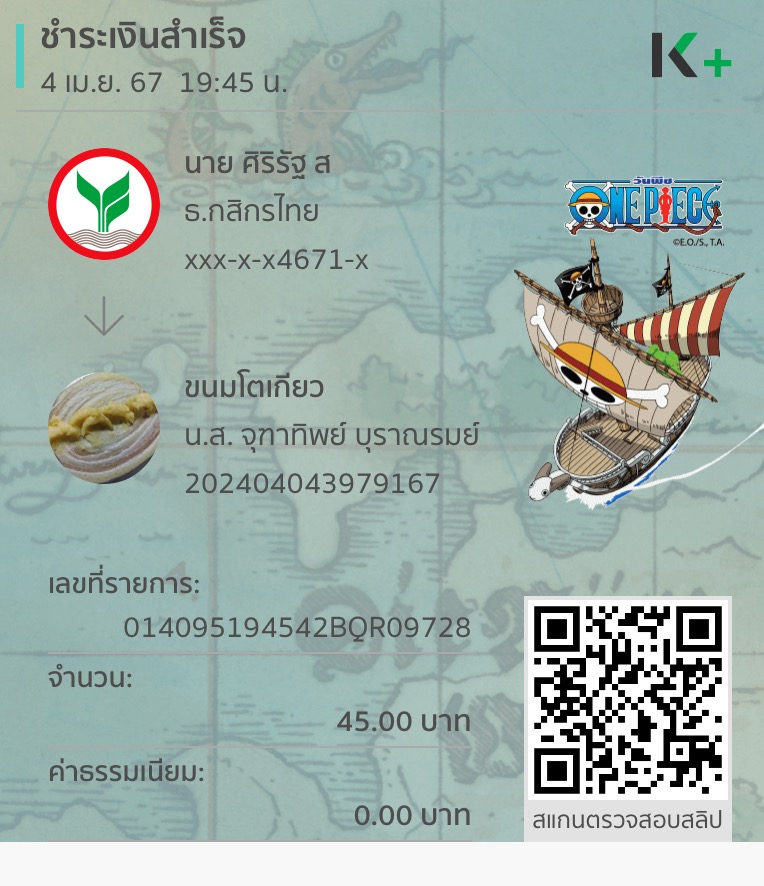 ชำระเงินสำเร็จ
4 เม.ย. 67 19:45 น.
K+
นาย ศิริรัฐ ส
ธ.กสิกรไทย
xxx-x-x4671-x
วันพีซ
ONE PIECE
©E.O./S., T.A.
ขนมโตเกียว
น.ส. จุฑาทิพย์ บุราณรมย์
202404043979167
เลขที่รายการ:
014095194542BQR09728
จำนวน:
45.00 บาท
ค่าธรรมเนียม:
0.00 บาท
สแกนตรวจสอบสลิป